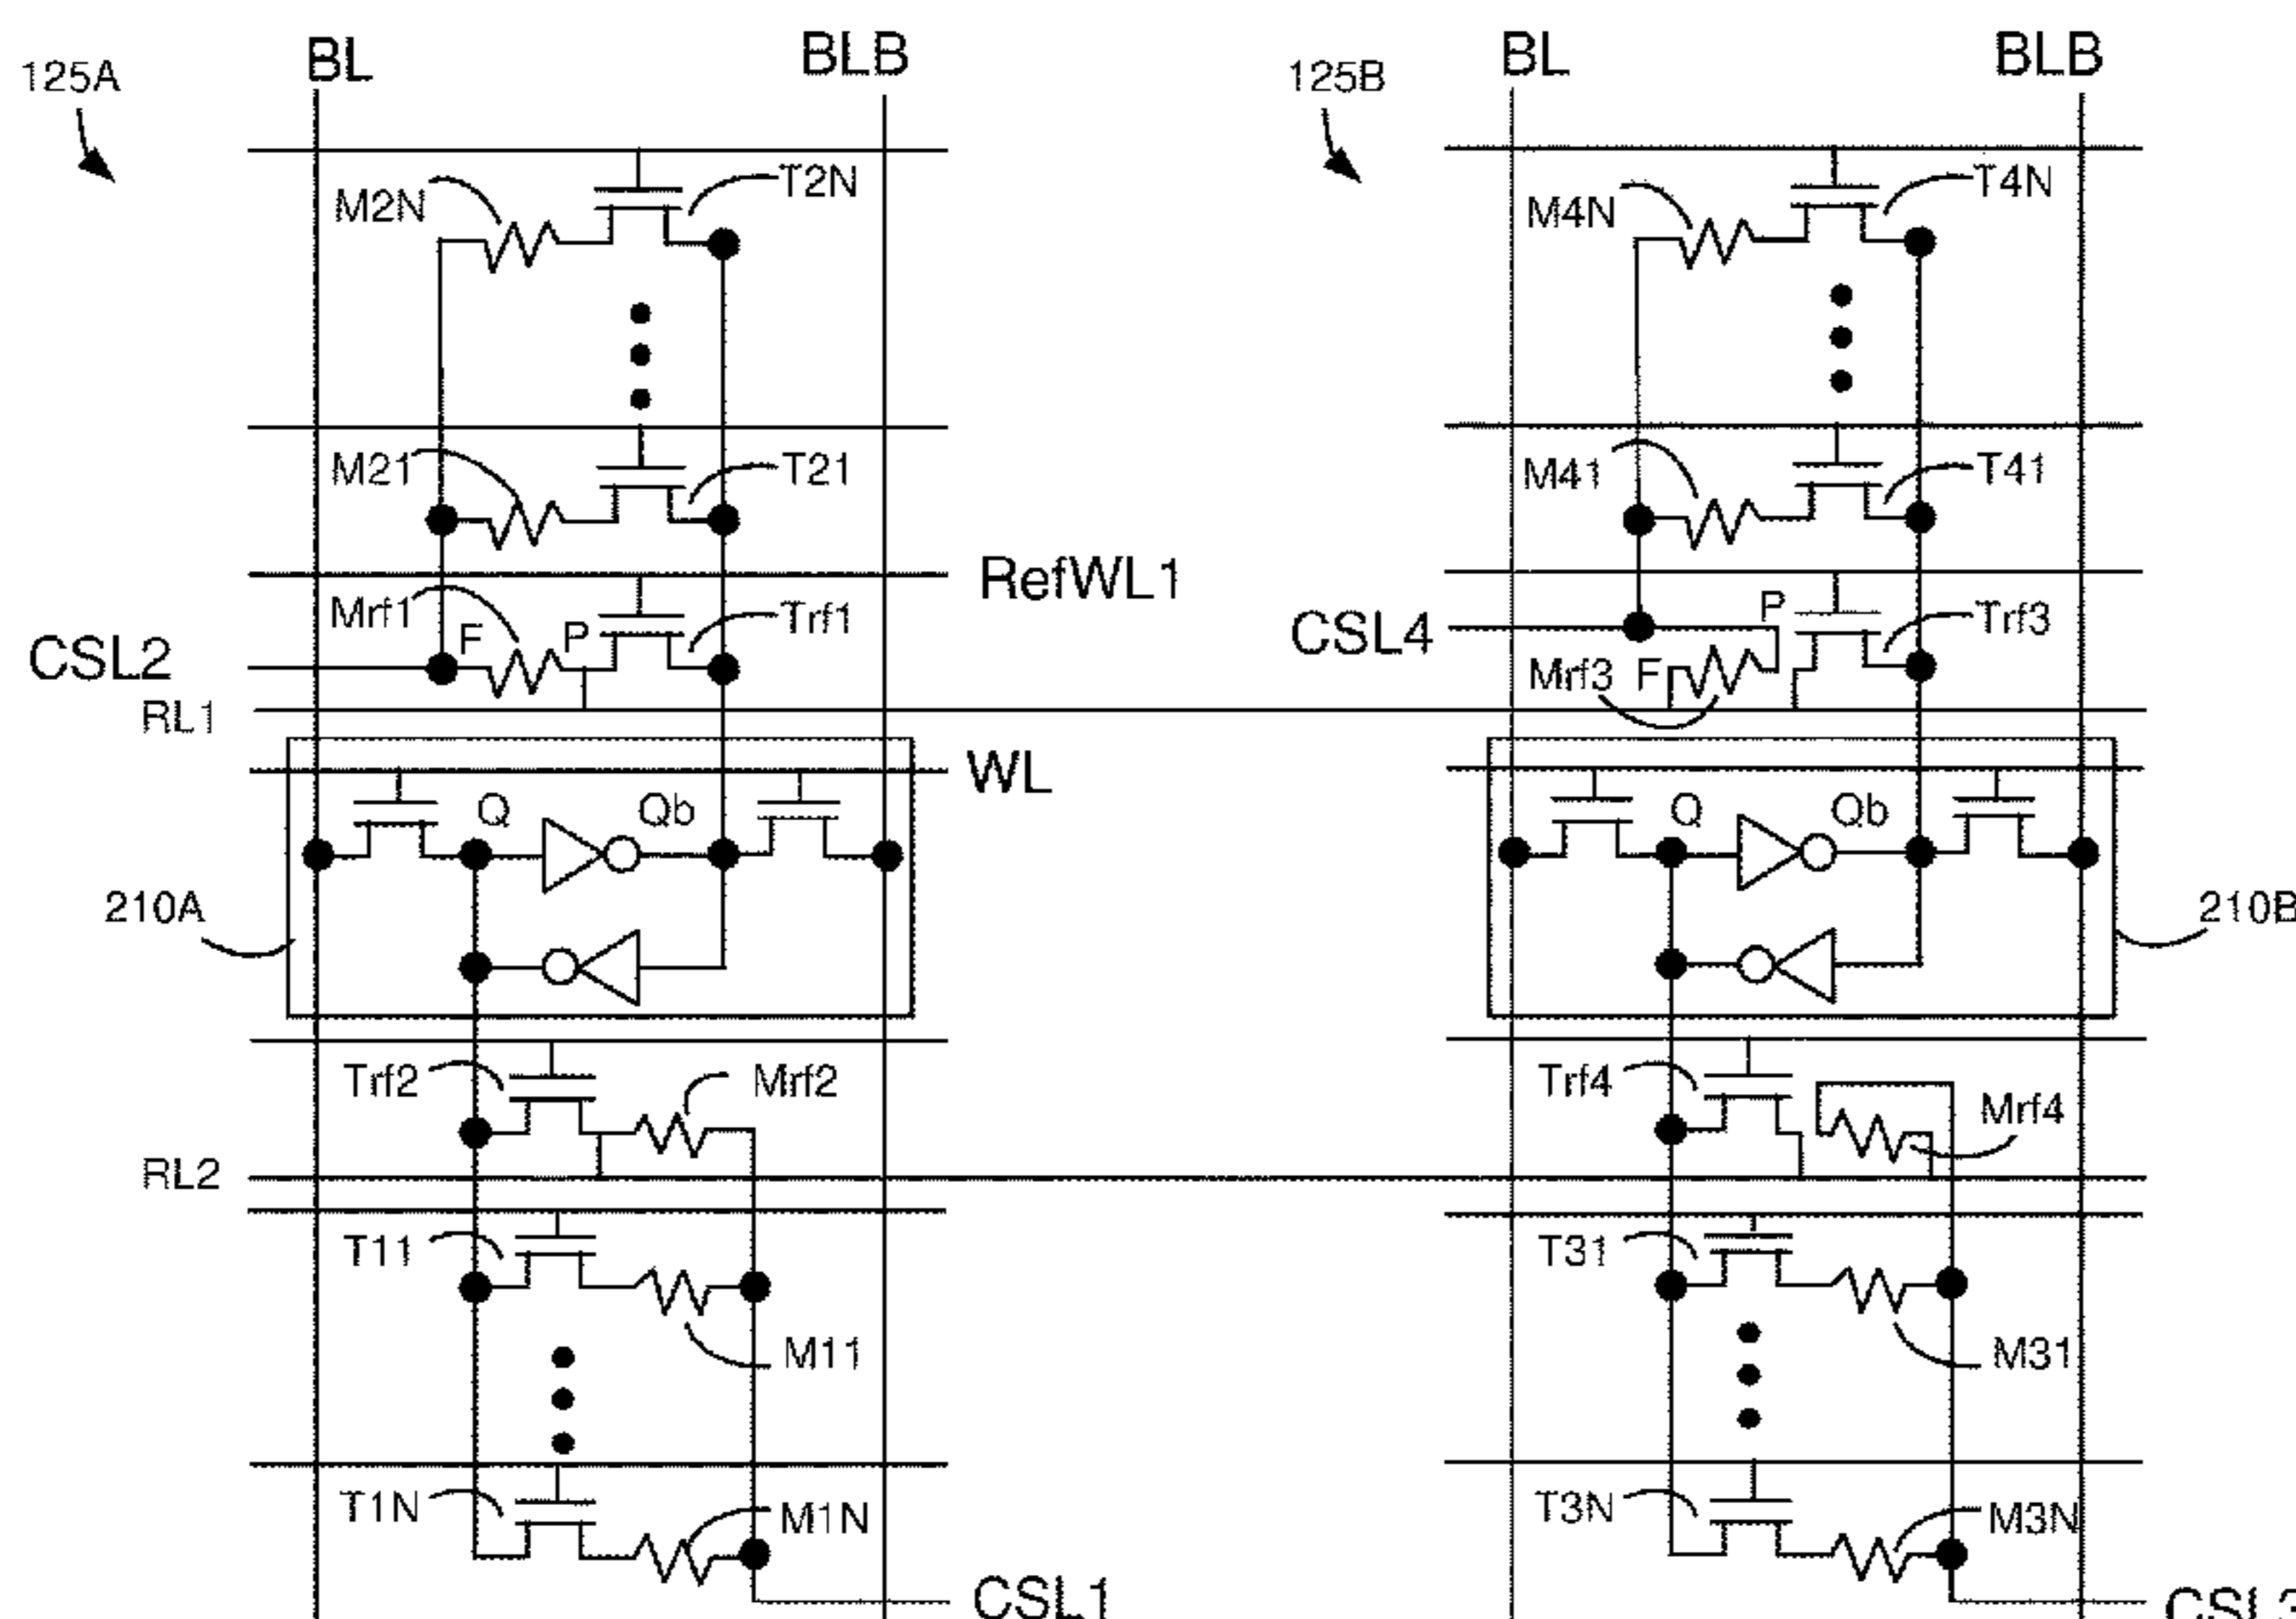 BL BLB BL BLB
125A 125B
M2N T2N M4N T4N
M21 T21 M41 T41
RefWL1
Mrf1 F P Trf1 P Trf3
CSL2 CSL4
Mrf3 F
RL1
WL
Q Qb Q Qb
210A 210B
Trf2 Mrf2 Trf4 Mrf4
RL2
T11 T31
M11 M31
T1N M1N T3N M3N
CSL1 CSL3